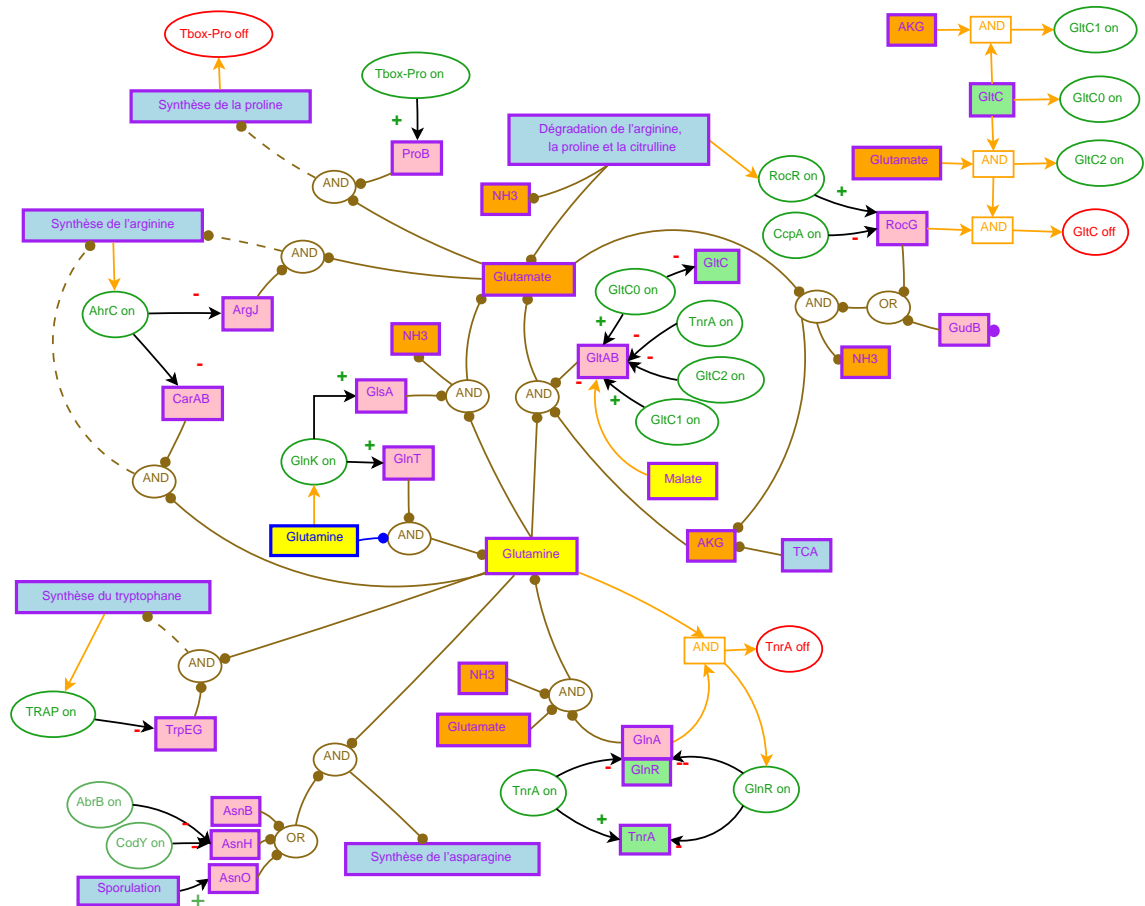 Tbox-Pro off
AKG
AND
GltC1 on
Tbox-Pro on
Synthèse de la proline
GltC
GltC0 on
+
Dégradation de l'arginine,
la proline et la citrulline
ProB
Glutamate
AND
GltC2 on
AND
NH3
RocR on
+
Synthèse de l'arginine
AND
CcpA on
-
RocG
AND
GltC off
Glutamate
-
GltC
AhrC on
-
ArgJ
GltC0 on
AND
OR
+
TnrA on
-
NH3
GltAB
-
GudB
NH3
-
GltC2 on
-
CarAB
+
GlsA
AND
AND
+
GltC1 on
GlnK on
+
GlnT
AND
Malate
Glutamine
AND
Glutamine
AKG
TCA
Synthèse du tryptophane
AND
AND
TnrA off
NH3
AND
TRAP on
-
TrpEG
Glutamate
GlnA
AND
-
GlnR
--
TnrA on
GlnR on
AbrB on
-
AsnB
+
TnrA
-
CodY on
-
AsnH
OR
Synthèse de l'asparagine
Sporulation
AsnO
+